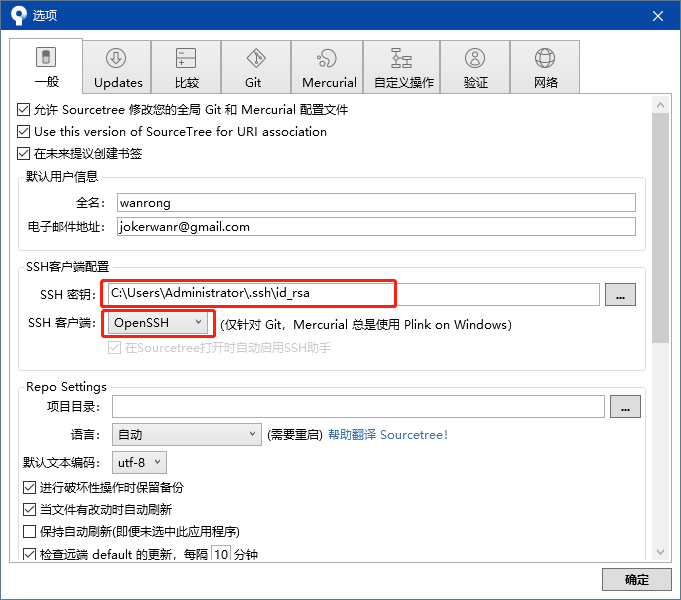 选项
一般 Updates 比较 Git Mercurial 自定义操作 验证 网络
允许 Sourcetree 修改您的全局 Git 和 Mercurial 配置文件
Use this version of SourceTree for URI association
在未来提议创建书签
默认用户信息
全名： wanrong
电子邮件地址： jokerwanr@gmail.com
SSH客户端配置
SSH 密钥： C:\Users\Administrator\.ssh\id_rsa ...
SSH 客户端： OpenSSH (仅针对 Git，Mercurial 总是使用 Plink on Windows)
在Sourcetree打开时自动启用SSH助手
Repo Settings
项目目录： ...
语言： 自动 (需要重启) 帮助翻译 Sourcetree!
默认文本编码： utf-8
进行破坏性操作时保留备份
当文件有改动时自动刷新
保持自动刷新(即便未选中此应用程序)
检查远端 default 的更新，每隔 10 分钟
确定